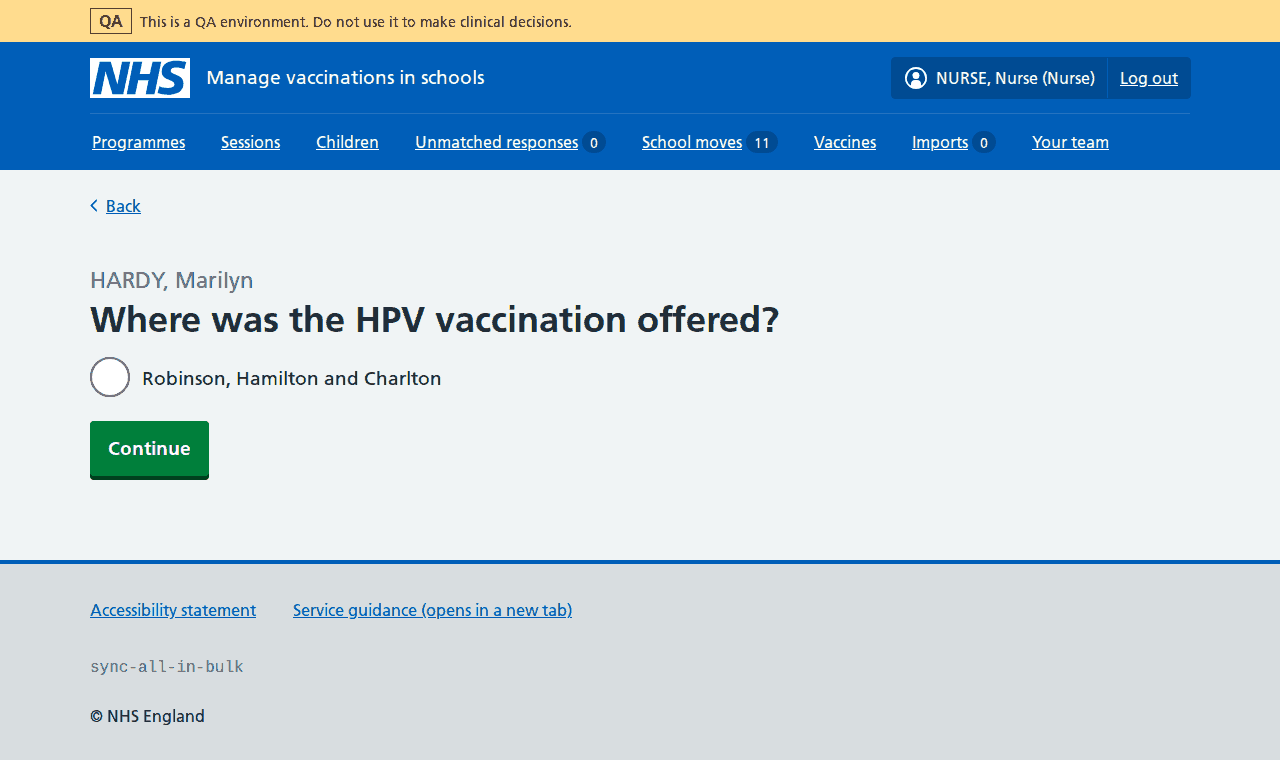 QA This is a QA environment. Do not use it to make clinical decisions.
NHS Manage vaccinations in schools NURSE, Nurse (Nurse) Log out
Programmes Sessions Children Unmatched responses 0 School moves 11 Vaccines Imports 0 Your team
Back
HARDY, Marilyn
Where was the HPV vaccination offered?
Robinson, Hamilton and Charlton
Continue
Accessibility statement Service guidance (opens in a new tab)
sync-all-in-bulk
© NHS England